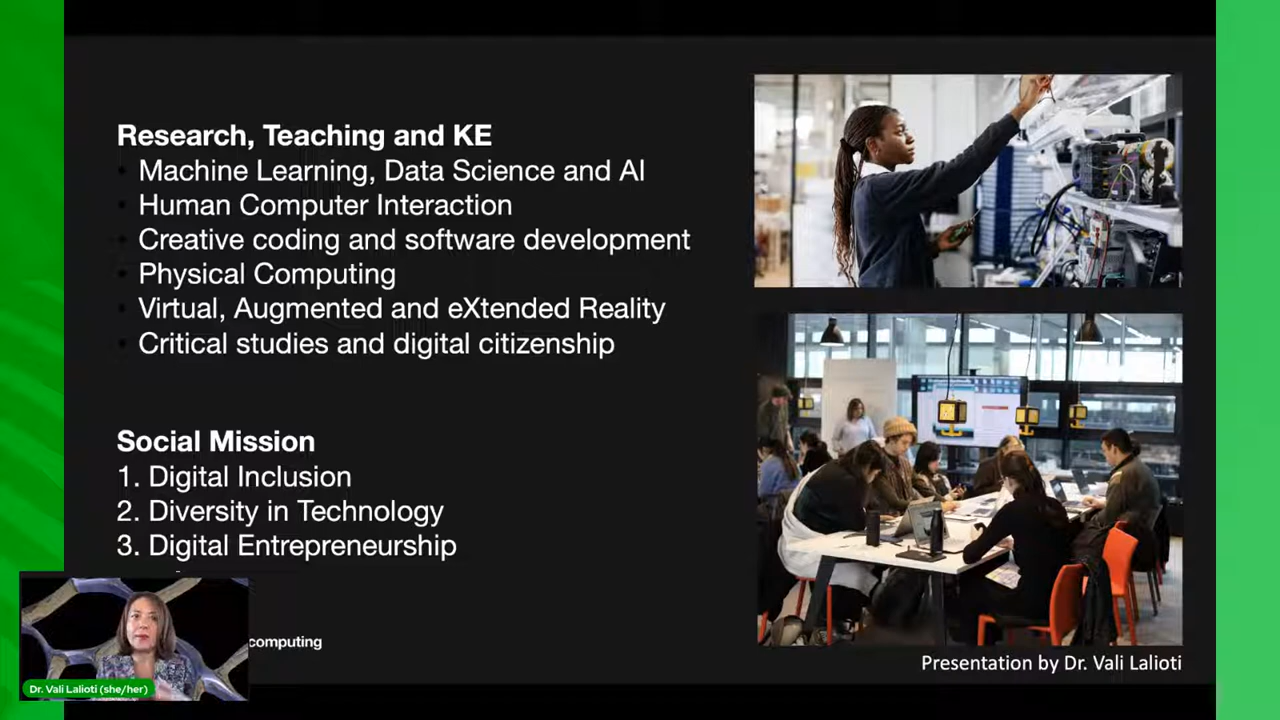 Research, Teaching and KE
Machine Learning, Data Science and AI
Human Computer Interaction
Creative coding and software development
Physical Computing
Virtual, Augmented and eXtended Reality
Critical studies and digital citizenship
Social Mission
1. Digital Inclusion
2. Diversity in Technology
3. Digital Entrepreneurship
computing
Presentation by Dr. Vali Lalioti
Dr. Vali Lalioti (she/her)